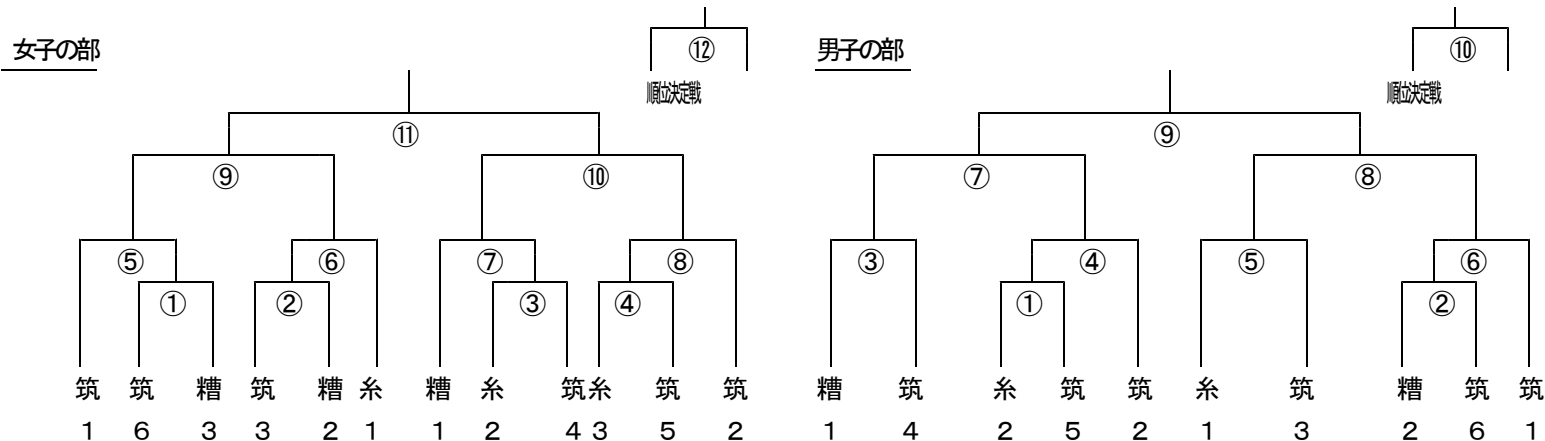 女子の部 ⑫ 男子の部 ⑩
順位決定戦 順位決定戦
⑪ ⑨
⑨ ⑩ ⑦ ⑧
⑤ ⑥ ⑦ ⑧ ③ ④ ⑤ ⑥
① ② ③ ④ ① ②
筑 筑 糟 筑 糟 糸 糟 糸 筑 糸 筑 筑 糟 筑 糸 筑 筑 糸 筑 糟 筑 筑
1 6 3 3 2 1 1 2 4 3 5 2 1 4 2 5 2 1 3 2 6 1